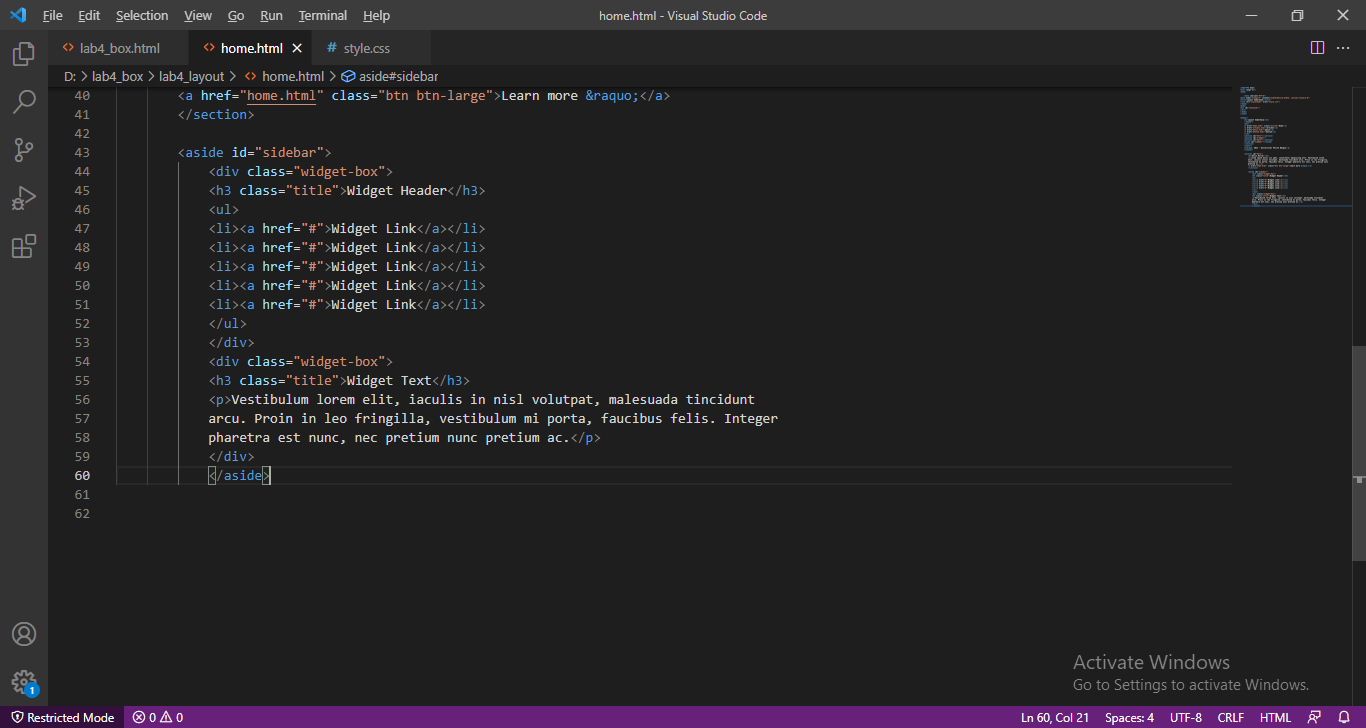 File Edit Selection View Go Run Terminal Help home.html - Visual Studio Code
lab4_box.html home.html style.css
D: > lab4_box > lab4_layout > home.html > aside#sidebar
40 <a href="home.html" class="btn btn-large">Learn more &raquo;</a>
41 </section>
42
43 <aside id="sidebar">
44 <div class="widget-box">
45 <h3 class="title">Widget Header</h3>
46 <ul>
47 <li><a href="#">Widget Link</a></li>
48 <li><a href="#">Widget Link</a></li>
49 <li><a href="#">Widget Link</a></li>
50 <li><a href="#">Widget Link</a></li>
51 <li><a href="#">Widget Link</a></li>
52 </ul>
53 </div>
54 <div class="widget-box">
55 <h3 class="title">Widget Text</h3>
56 <p>Vestibulum lorem elit, iaculis in nisl volutpat, malesuada tincidunt
57 arcu. Proin in leo fringilla, vestibulum mi porta, faucibus felis. Integer
58 pharetra est nunc, nec pretium nunc pretium ac.</p>
59 </div>
60 </aside>
61
62
Activate Windows
Go to Settings to activate Windows.
1
Restricted Mode 0 0 Ln 60, Col 21 Spaces: 4 UTF-8 CRLF HTML